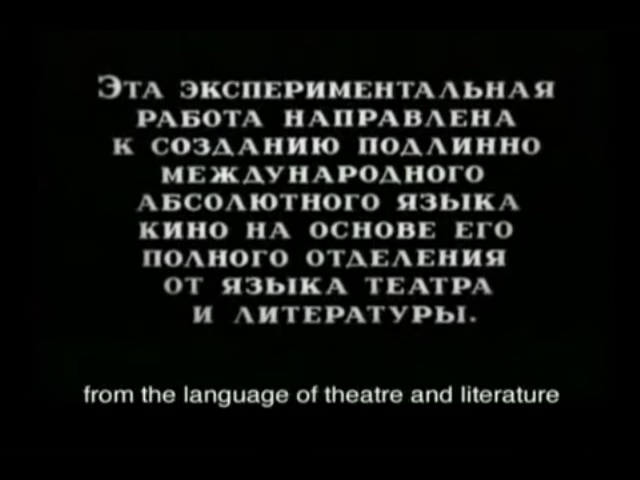 Эта экспериментальная
работа направлена
к созданию подлинно
международного
абсолютного языка
кино на основе его
полного отделения
от языка театра
и литературы.
from the language of theatre and literature